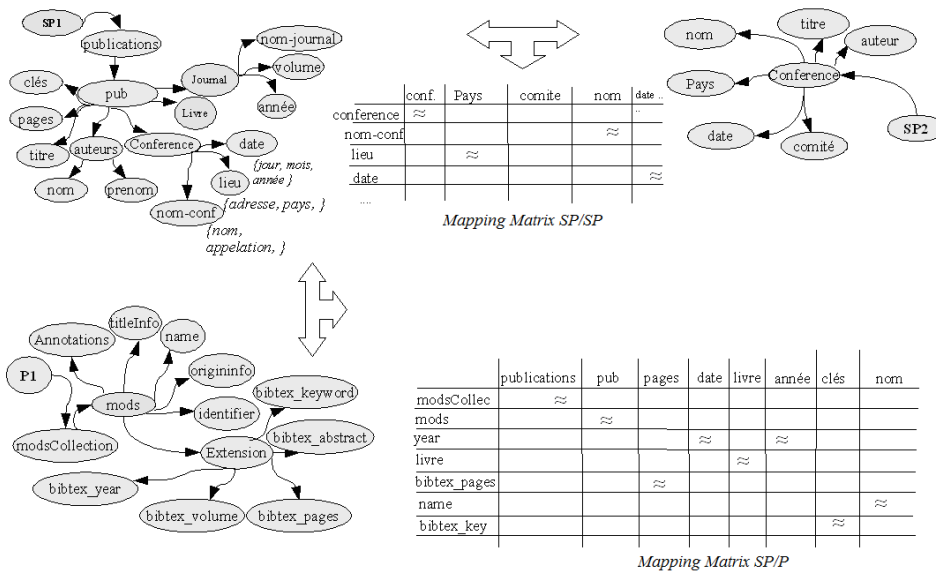 SP1
publications
clés
pub
pages
titre
auteurs
nom
prenom
Journal
Livre
nom-journal
volume
année
Conference
date
{jour, mois,
année }
lieu
{adresse, pays, }
nom-conf
{nom,
appelation, }
conf. Pays comite nom date ..
conference ≈ ..
nom-conf ≈
lieu ≈
date ≈
....
Mapping Matrix SP/SP
nom
titre
auteur
Pays
Conference
date
comité
SP2
P1
Annotations
titleInfo
name
origininfo
mods
identifier
modsCollection
Extension
bibtex_keyword
bibtex_abstract
bibtex_year
bibtex_volume
bibtex_pages
publications pub pages date livre année clés nom
modsCollec ≈
mods ≈
year ≈ ≈
livre ≈
bibtex_pages ≈
name ≈
bibtex_key ≈
Mapping Matrix SP/P